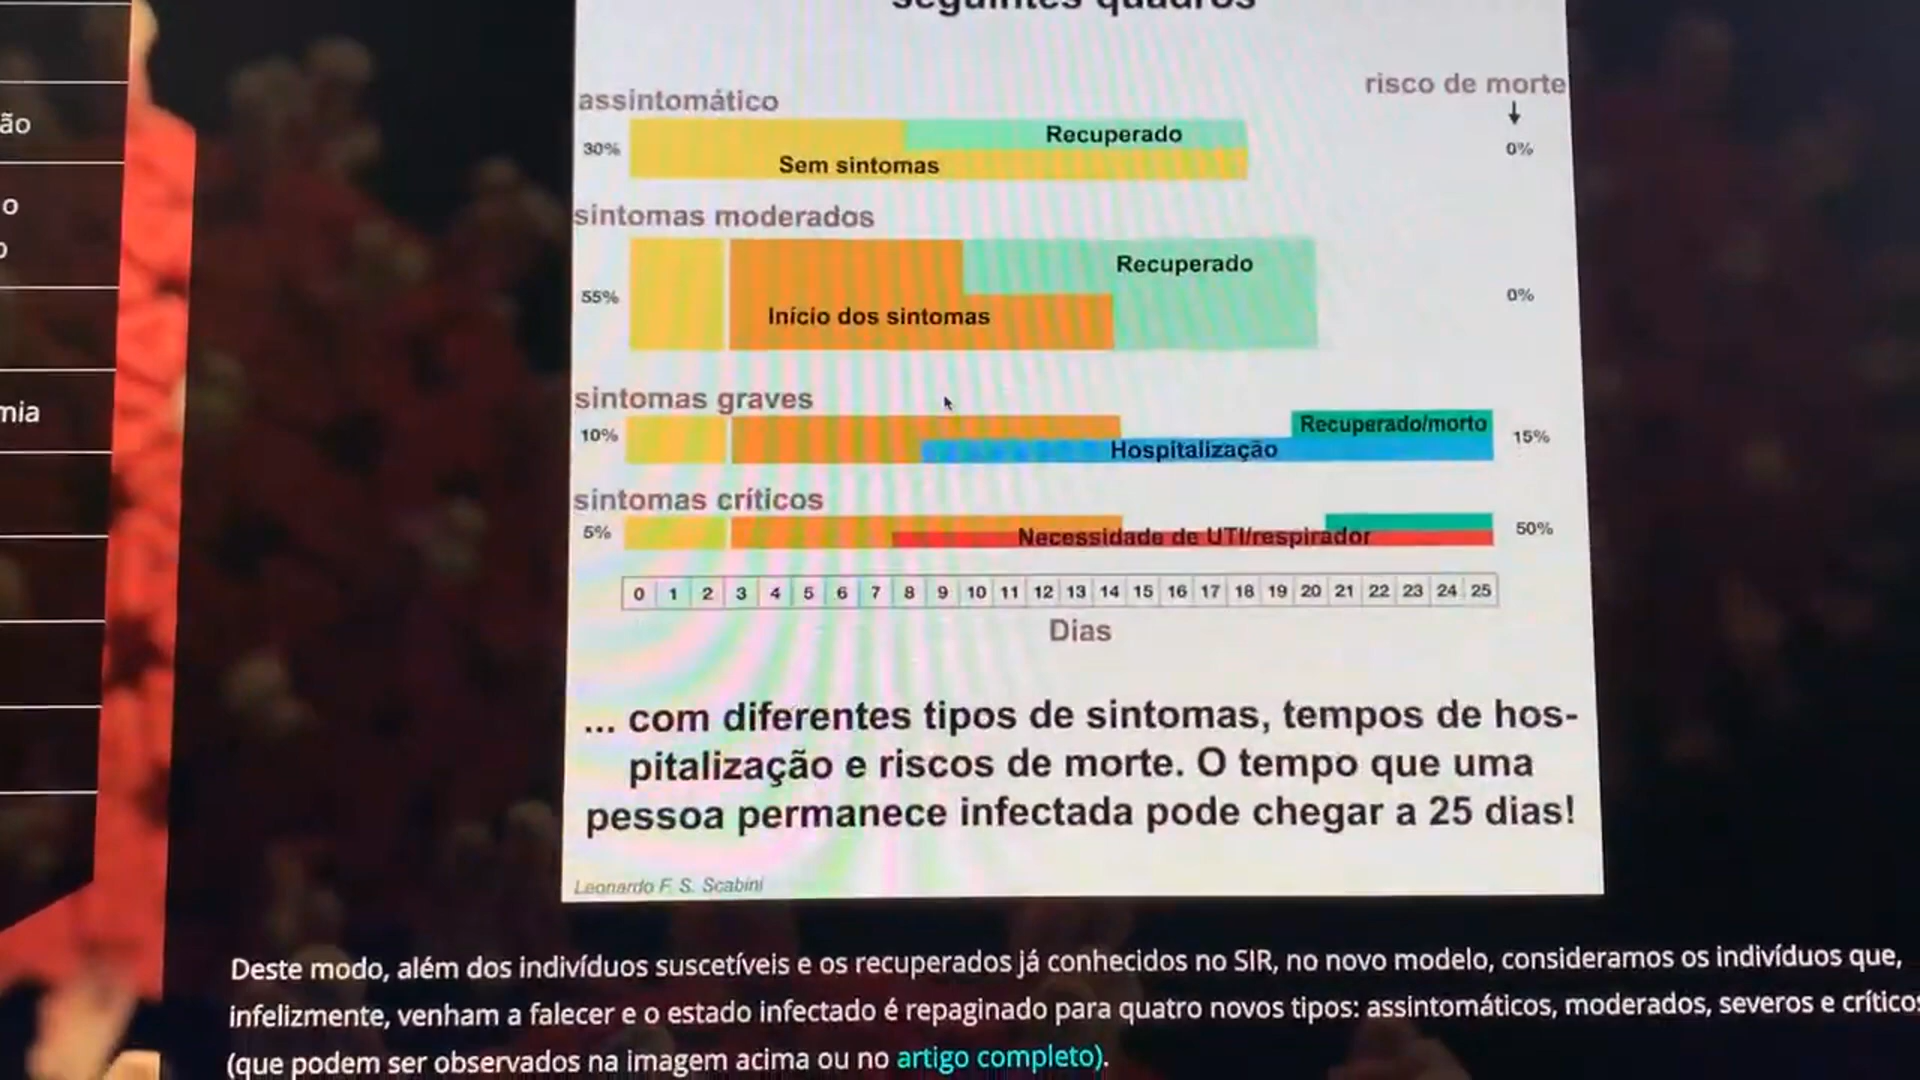 seguintes quadros
risco de morte
assintomático
30%
Recuperado
Sem sintomas
0%
sintomas moderados
55%
Recuperado
Início dos sintomas
0%
sintomas graves
10%
Recuperado/morto
Hospitalização
15%
sintomas críticos
5%
Necessidade de UTI/respirador
50%
0 1 2 3 4 5 6 7 8 9 10 11 12 13 14 15 16 17 18 19 20 21 22 23 24 25
Dias
... com diferentes tipos de sintomas, tempos de hos-
pitalização e riscos de morte. O tempo que uma
pessoa permanece infectada pode chegar a 25 dias!
Leonardo F. S. Scabini
Deste modo, além dos indivíduos suscetíveis e os recuperados já conhecidos no SIR, no novo modelo, consideramos os indivíduos que,
infelizmente, venham a falecer e o estado infectado é repaginado para quatro novos tipos: assintomáticos, moderados, severos e críticos
(que podem ser observados na imagem acima ou no artigo completo).